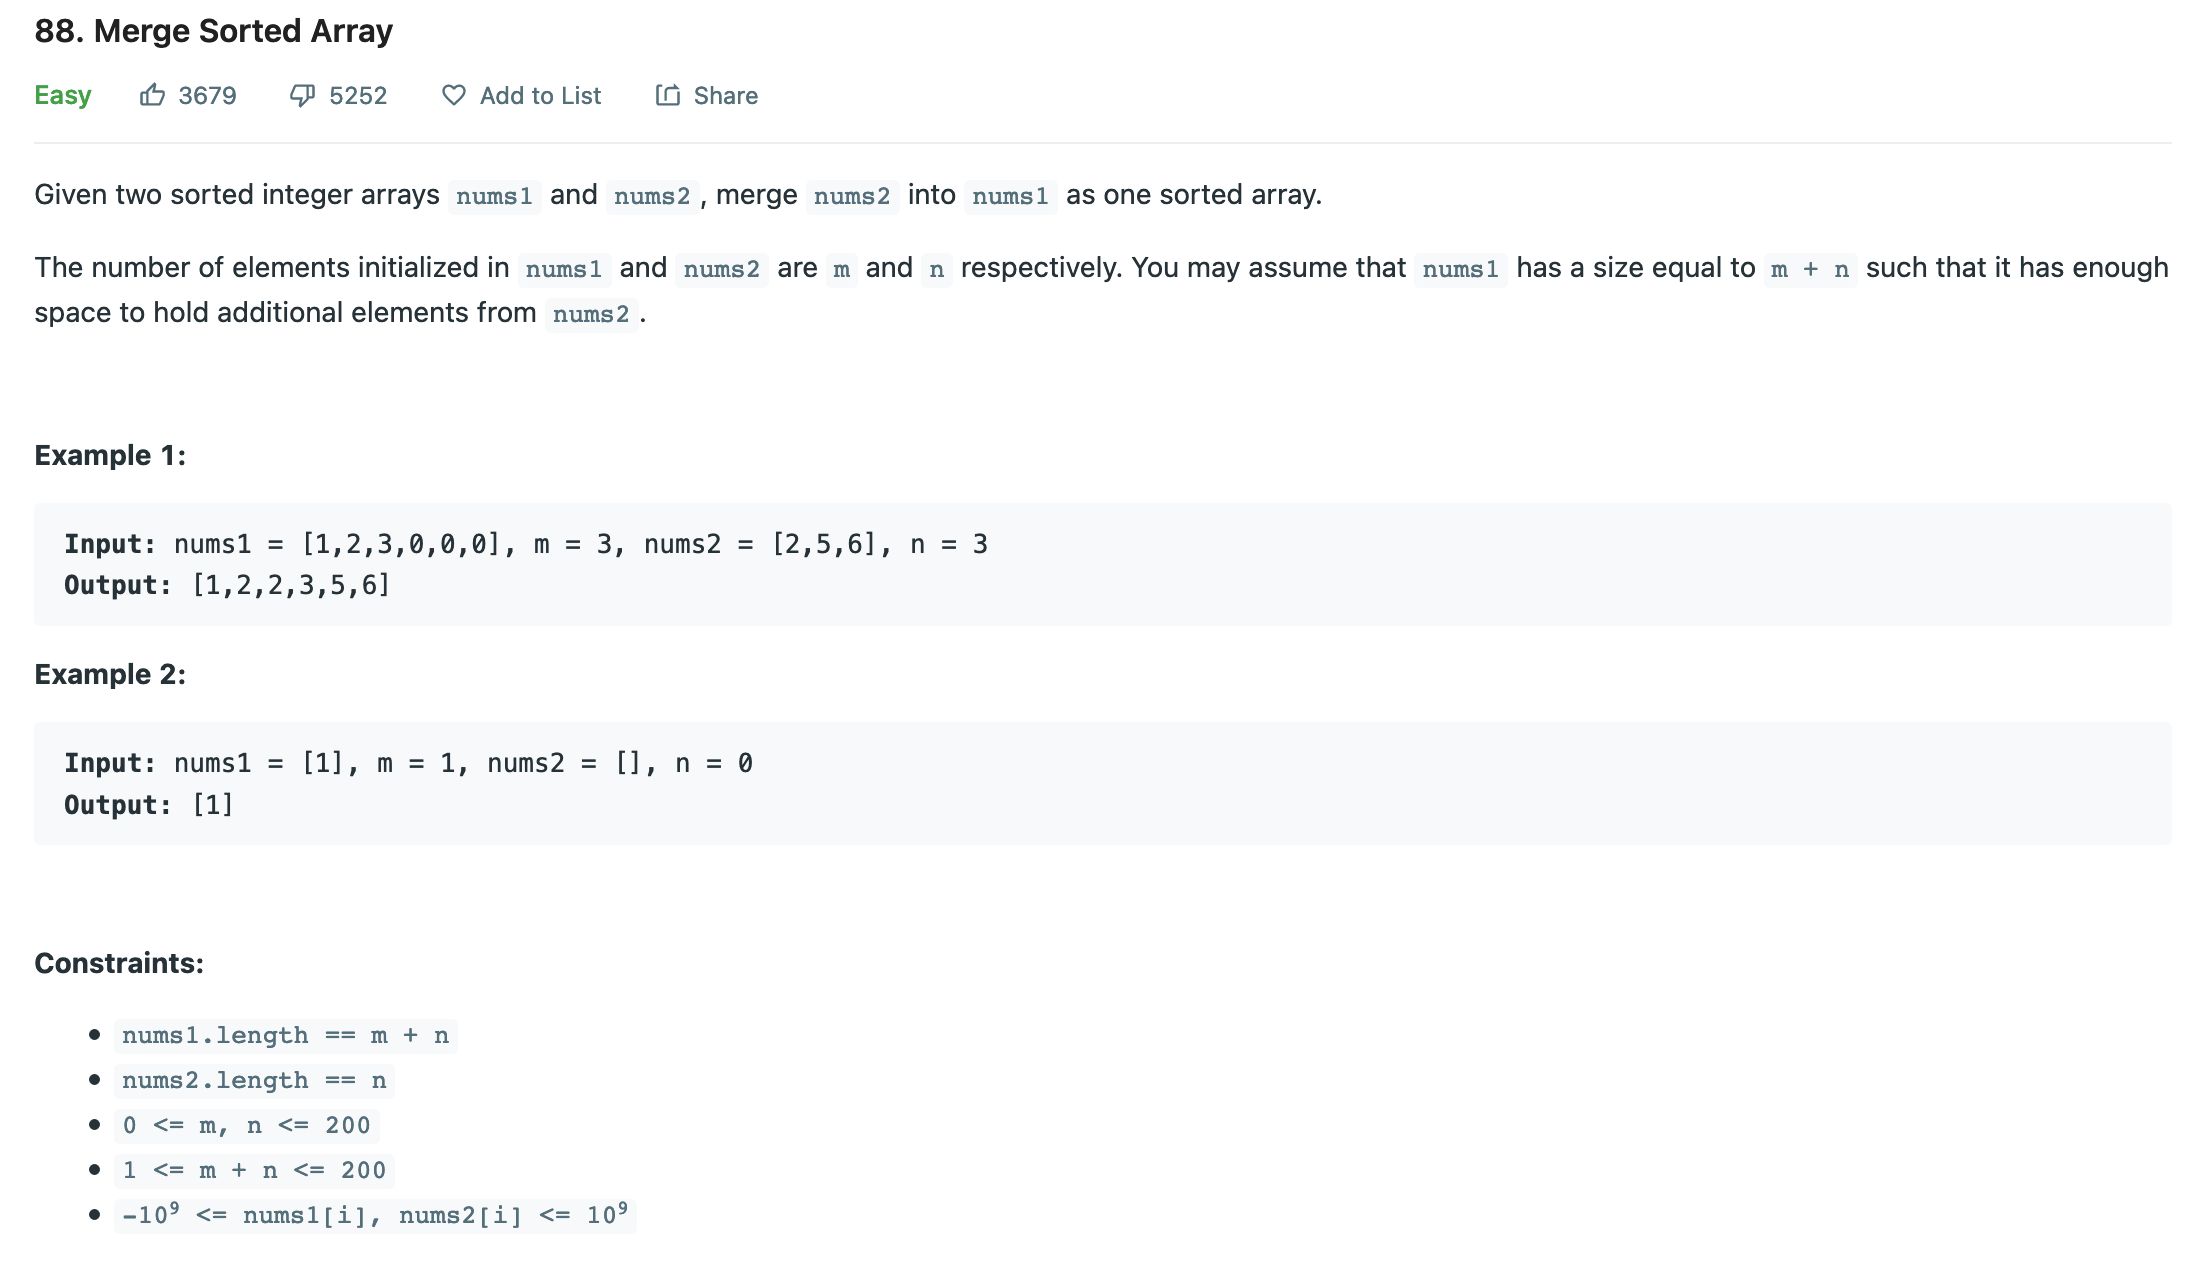 88. Merge Sorted Array
Easy 3679 5252 Add to List Share
Given two sorted integer arrays nums1 and nums2, merge nums2 into nums1 as one sorted array.
The number of elements initialized in nums1 and nums2 are m and n respectively. You may assume that nums1 has a size equal to m + n such that it has enough
space to hold additional elements from nums2.
Example 1:
Input: nums1 = [1,2,3,0,0,0], m = 3, nums2 = [2,5,6], n = 3
Output: [1,2,2,3,5,6]
Example 2:
Input: nums1 = [1], m = 1, nums2 = [], n = 0
Output: [1]
Constraints:
• nums1.length == m + n
• nums2.length == n
• 0 <= m, n <= 200
• 1 <= m + n <= 200
• -10⁹ <= nums1[i], nums2[i] <= 10⁹